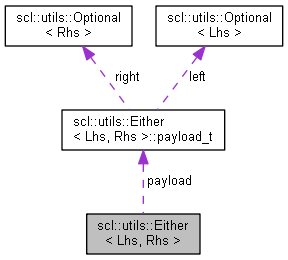 scl::utils::Optional
< Rhs >
scl::utils::Optional
< Lhs >
right
left
scl::utils::Either
< Lhs, Rhs >::payload_t
payload
scl::utils::Either
< Lhs, Rhs >